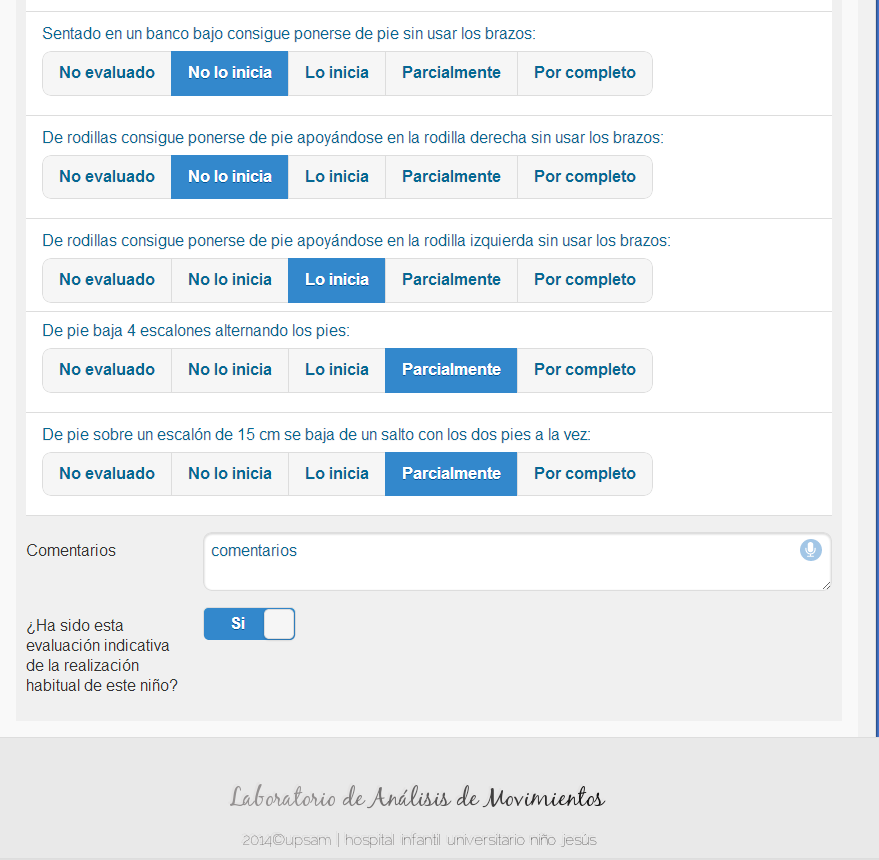 Sentado en un banco bajo consigue ponerse de pie sin usar los brazos:
No evaluado No lo inicia Lo inicia Parcialmente Por completo
De rodillas consigue ponerse de pie apoyándose en la rodilla derecha sin usar los brazos:
No evaluado No lo inicia Lo inicia Parcialmente Por completo
De rodillas consigue ponerse de pie apoyándose en la rodilla izquierda sin usar los brazos:
No evaluado No lo inicia Lo inicia Parcialmente Por completo
De pie baja 4 escalones alternando los pies:
No evaluado No lo inicia Lo inicia Parcialmente Por completo
De pie sobre un escalón de 15 cm se baja de un salto con los dos pies a la vez:
No evaluado No lo inicia Lo inicia Parcialmente Por completo
Comentarios comentarios
¿Ha sido esta Si
evaluación indicativa
de la realización
habitual de este niño?
Laboratorio de Análisis de Movimientos
2014©upsam | hospital infantil universitario niño jesús